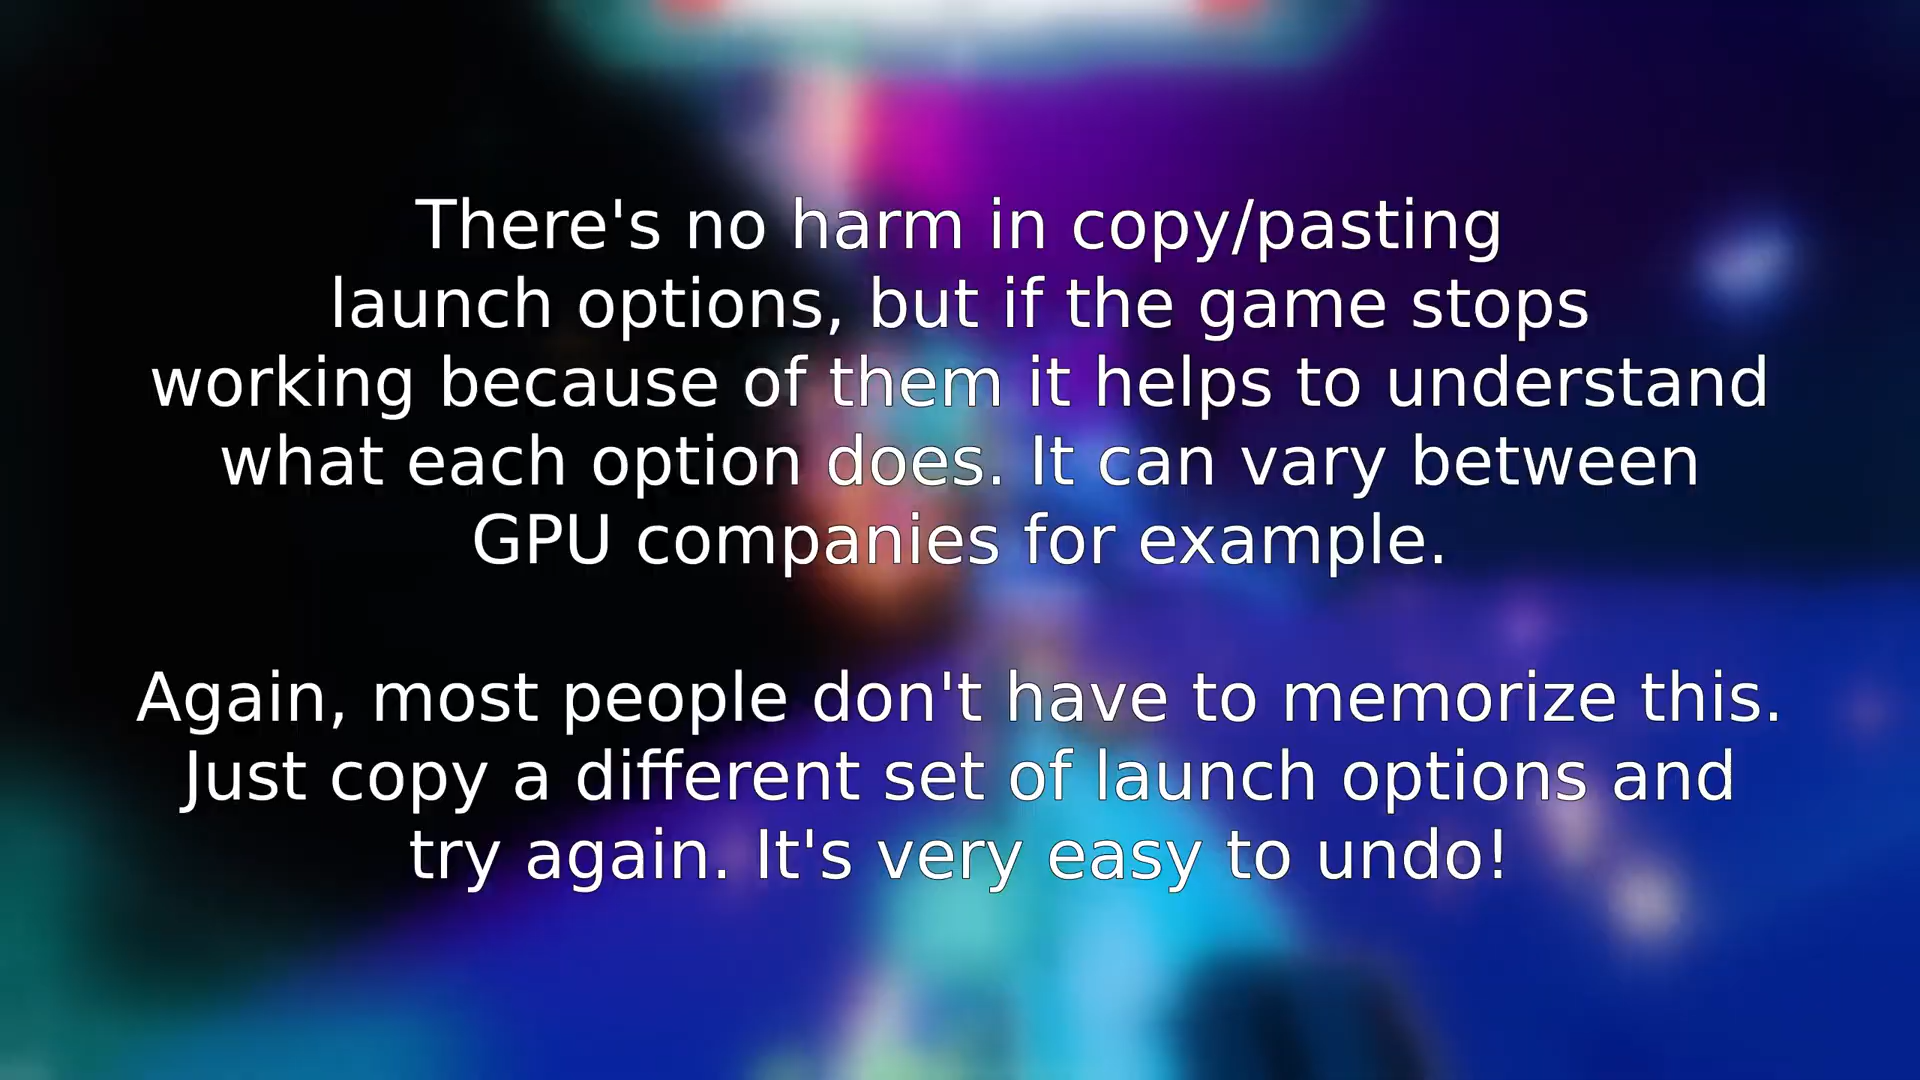 There's no harm in copy/pasting
launch options, but if the game stops
working because of them it helps to understand
what each option does. It can vary between
GPU companies for example.
Again, most people don't have to memorize this.
Just copy a different set of launch options and
try again. It's very easy to undo!